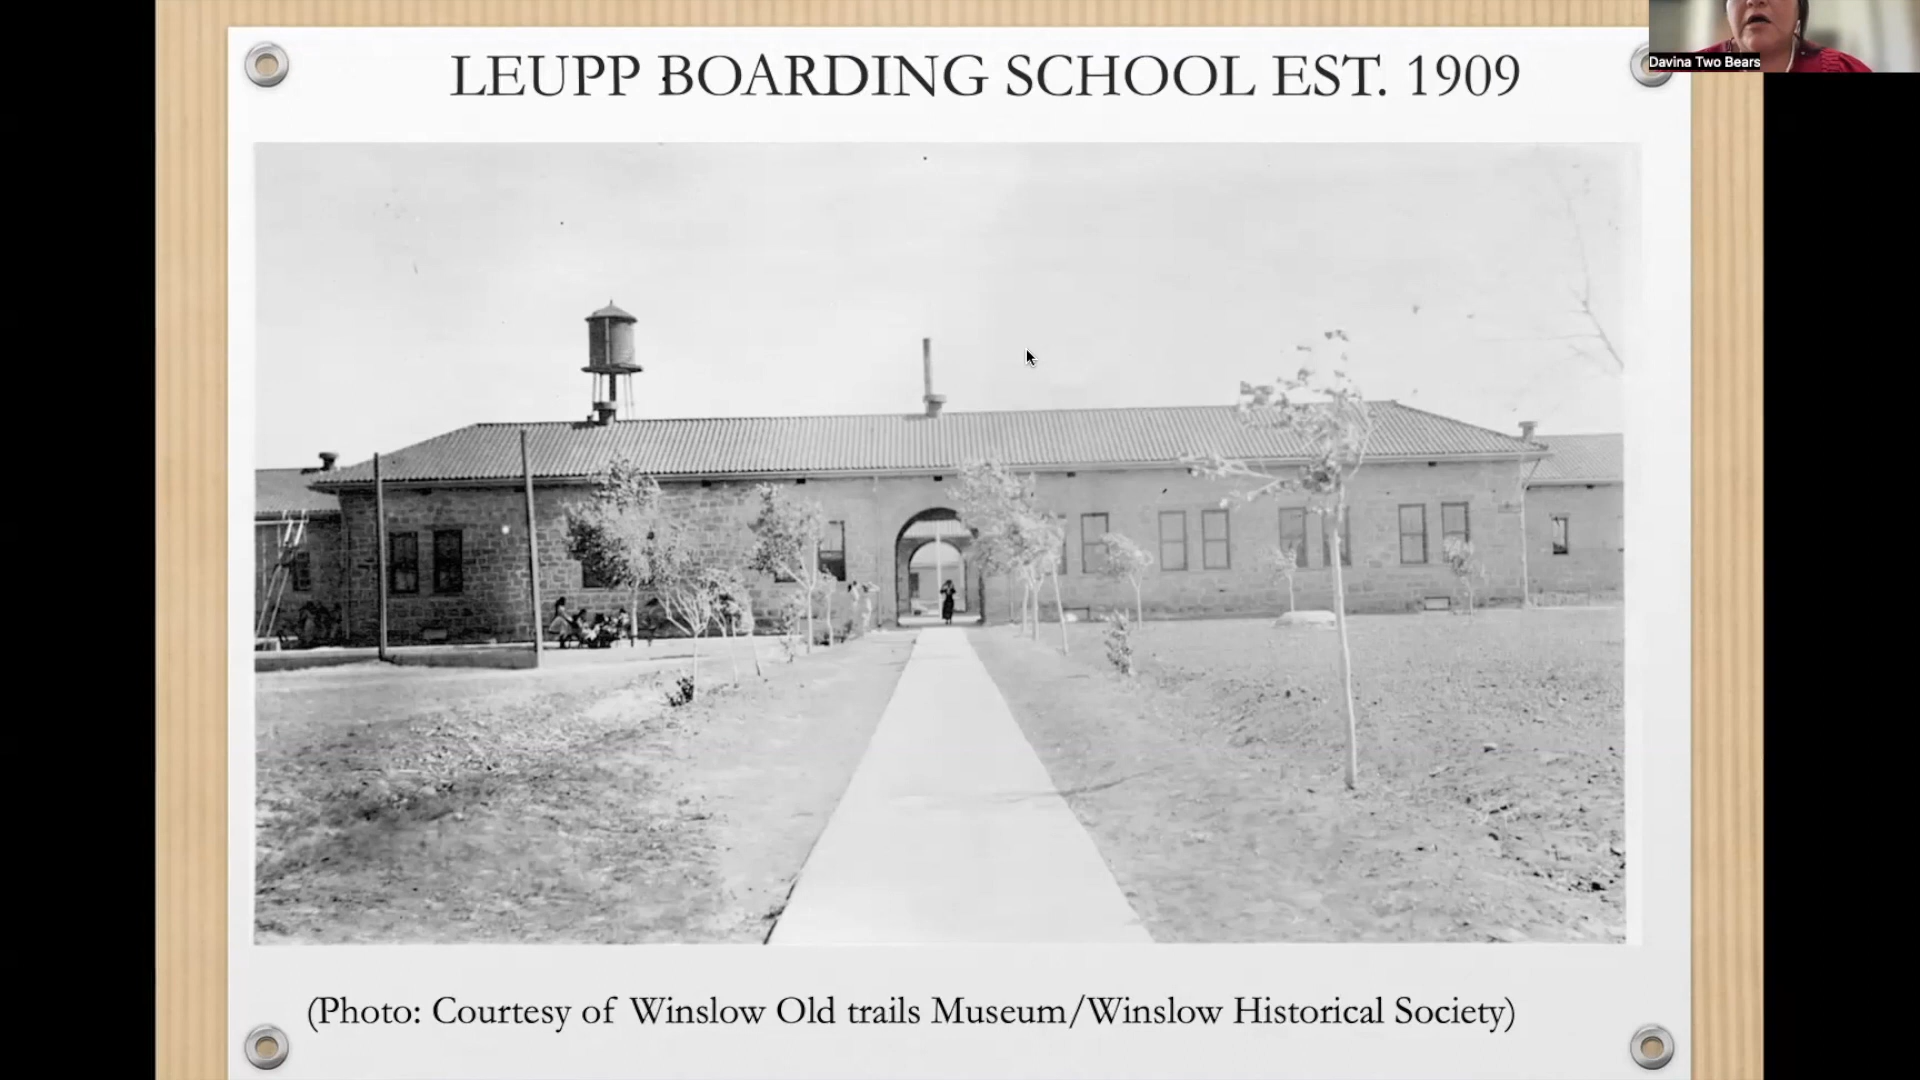 LEUPP BOARDING SCHOOL EST. 1909
Davina Two Bears
(Photo: Courtesy of Winslow Old trails Museum/Winslow Historical Society)